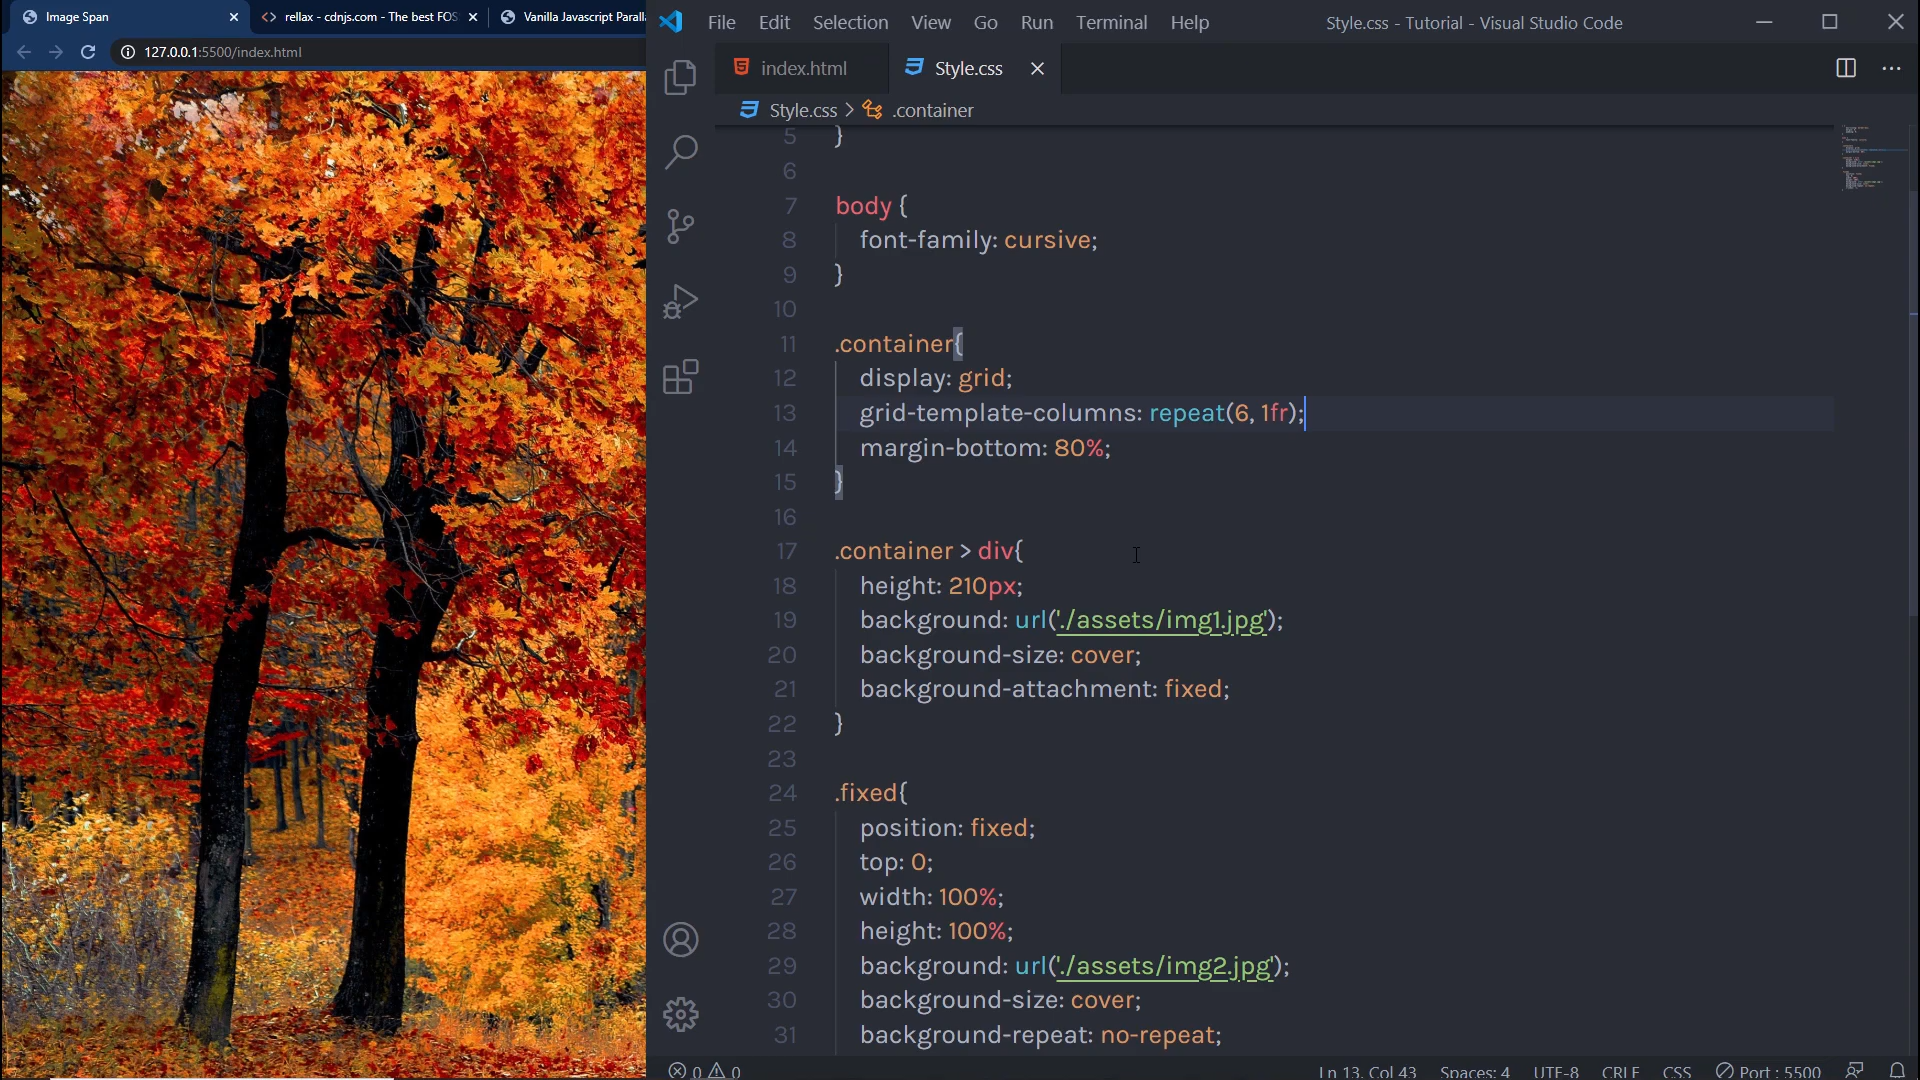 Image Span
rellax - cdnjs.com - The best FOS
Vanilla Javascript Paralla
File Edit Selection View Go Run Terminal Help
Style.css - Tutorial - Visual Studio Code
127.0.0.1:5500/index.html
index.html
Style.css
Style.css > .container
5 }
6
7 body {
8 font-family: cursive;
9 }
10
11 .container{
12 display: grid;
13 grid-template-columns: repeat(6, 1fr);
14 margin-bottom: 80%;
15 }
16
17 .container > div{
18 height: 210px;
19 background: url('./assets/img1.jpg');
20 background-size: cover;
21 background-attachment: fixed;
22 }
23
24 .fixed{
25 position: fixed;
26 top: 0;
27 width: 100%;
28 height: 100%;
29 background: url('./assets/img2.jpg');
30 background-size: cover;
31 background-repeat: no-repeat;
0 0
Ln 13, Col 43 Spaces: 4 UTF-8 CRLF CSS Port : 5500